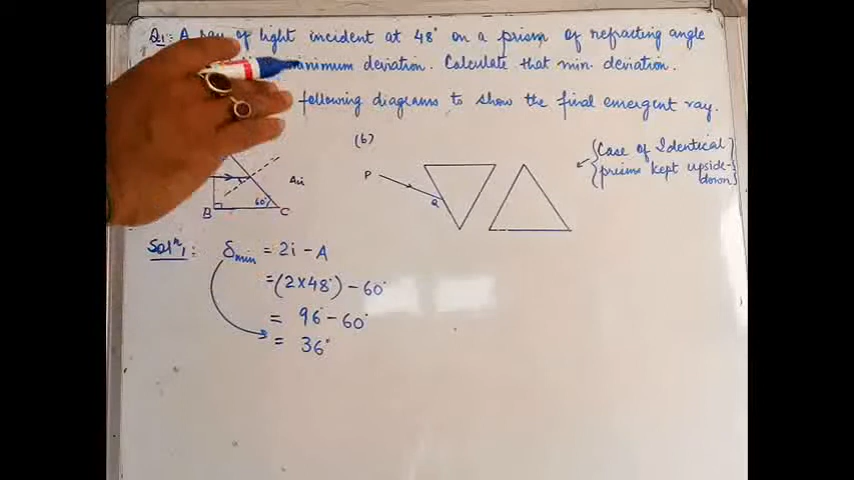 Q1: A ray of light incident at 48° on a prism of refracting angle
minimum deviation. Calculate that min. deviation.
following diagrams to show the final emergent ray.
(b)
P
Q
{Case of Identical
prisms kept upside-
down}
Air
60°
B
C
Solⁿ1:
δmin = 2i - A
= (2×48°) - 60°
= 96° - 60°
= 36°